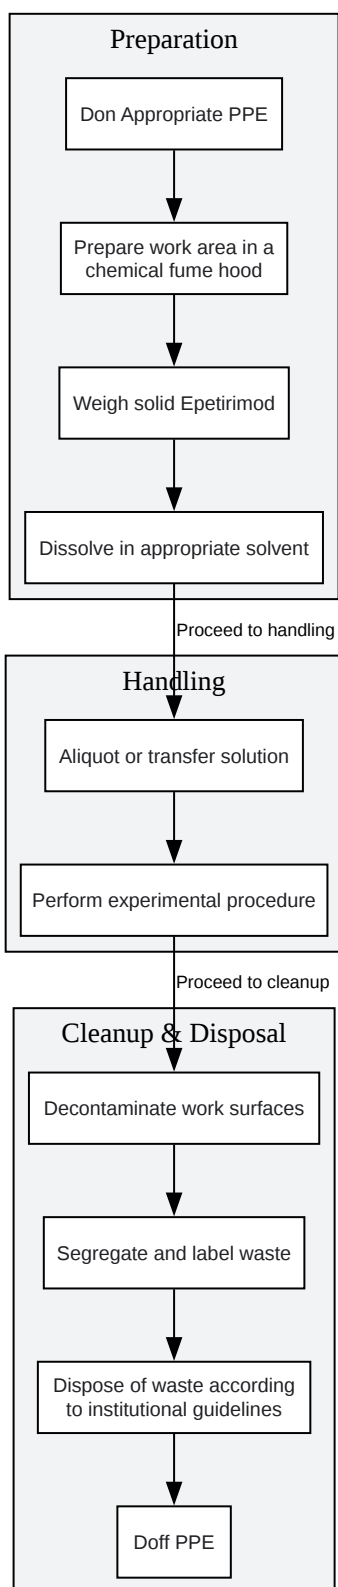 Preparation
Don Appropriate PPE
Prepare work area in a
chemical fume hood
Weigh solid Epetirimod
Dissolve in appropriate solvent
Proceed to handling
Handling
Aliquot or transfer solution
Perform experimental procedure
Proceed to cleanup
Cleanup & Disposal
Decontaminate work surfaces
Segregate and label waste
Dispose of waste according
to institutional guidelines
Doff PPE